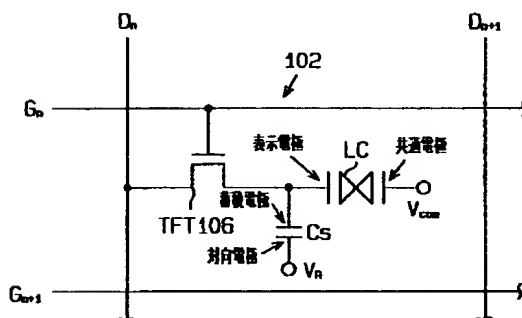 Dn
Dn+1
102
Gn
表示電極
LC
共通電極
Vcom
TFT106
蓄積電極
Cs
対向電極
VR
Gn+1